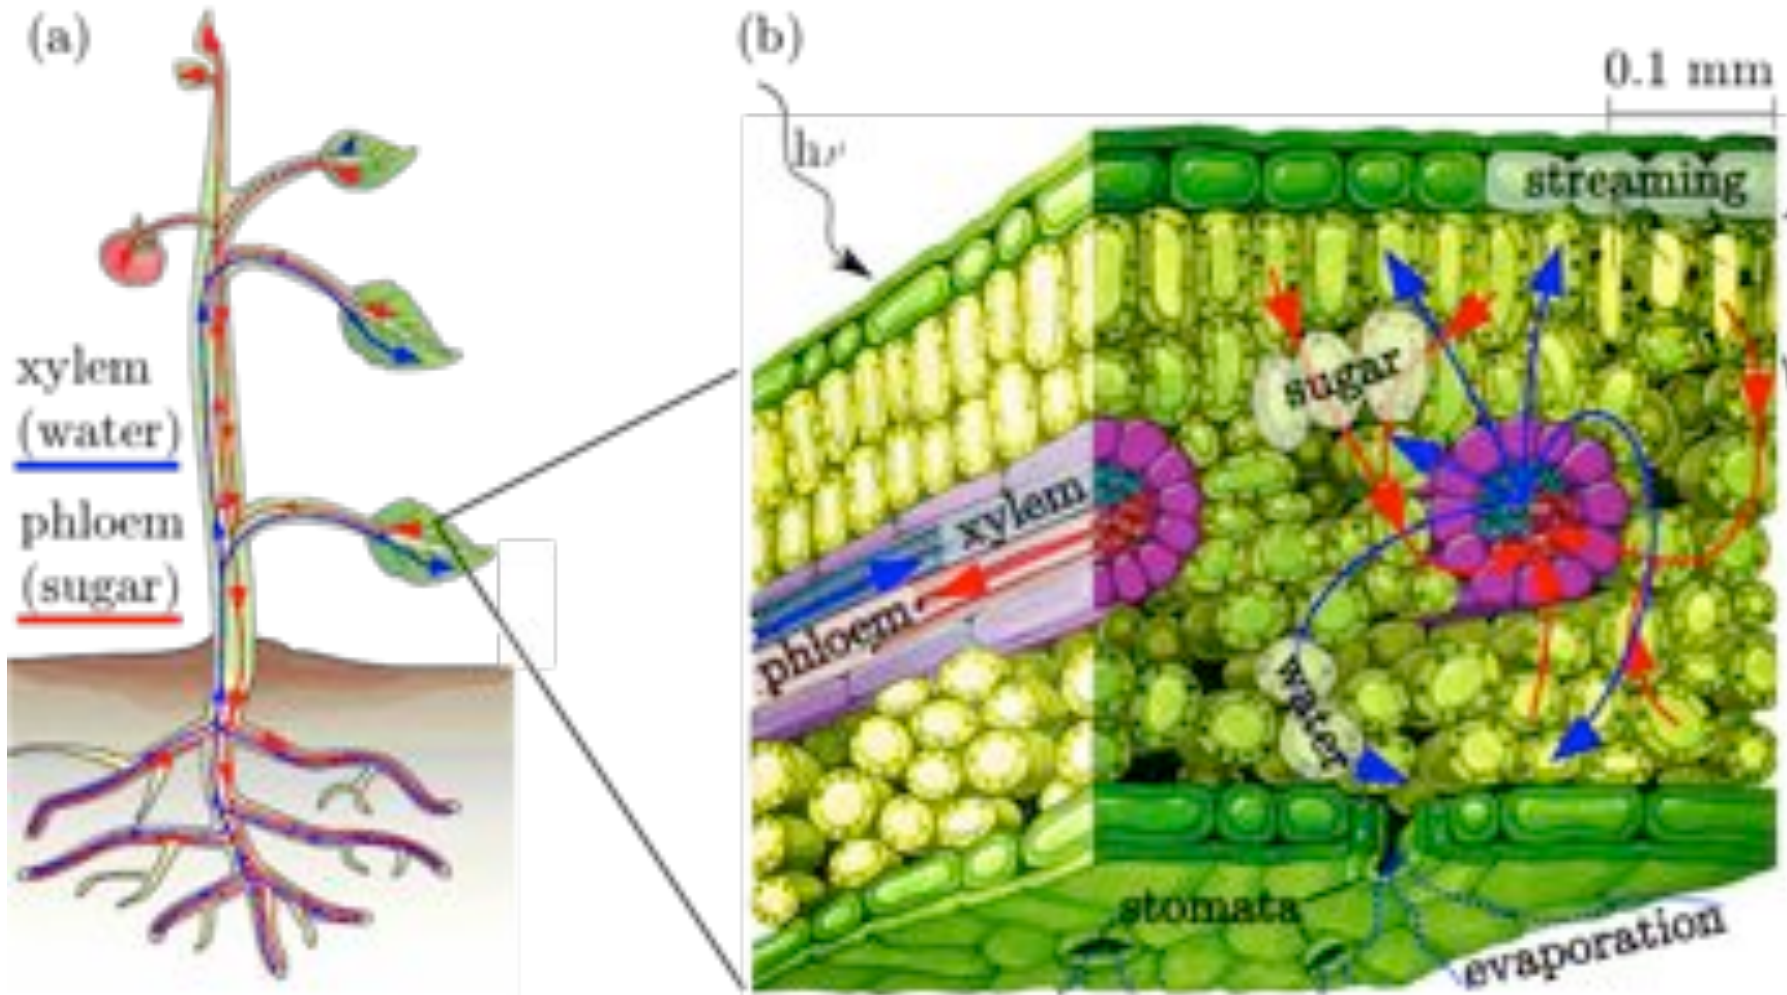 (a)
xylem
(water)
phloem
(sugar)
(b)
0.1 mm
hν
streaming
sugar
xylem
phloem
water
stomata
evaporation